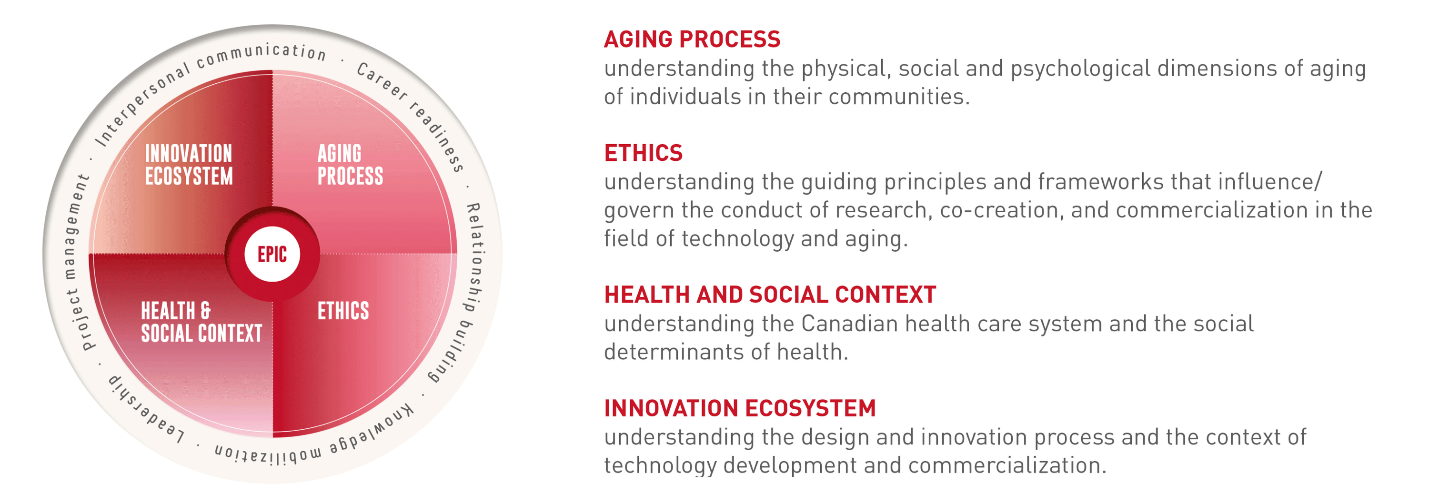 Interpersonal communication · Career readiness · Relationship building · Knowledge mobilization · Leadership · Project management ·
INNOVATION
ECOSYSTEM
AGING
PROCESS
EPIC
HEALTH &
SOCIAL CONTEXT
ETHICS
AGING PROCESS
understanding the physical, social and psychological dimensions of aging
of individuals in their communities.
ETHICS
understanding the guiding principles and frameworks that influence/
govern the conduct of research, co-creation, and commercialization in the
field of technology and aging.
HEALTH AND SOCIAL CONTEXT
understanding the Canadian health care system and the social
determinants of health.
INNOVATION ECOSYSTEM
understanding the design and innovation process and the context of
technology development and commercialization.